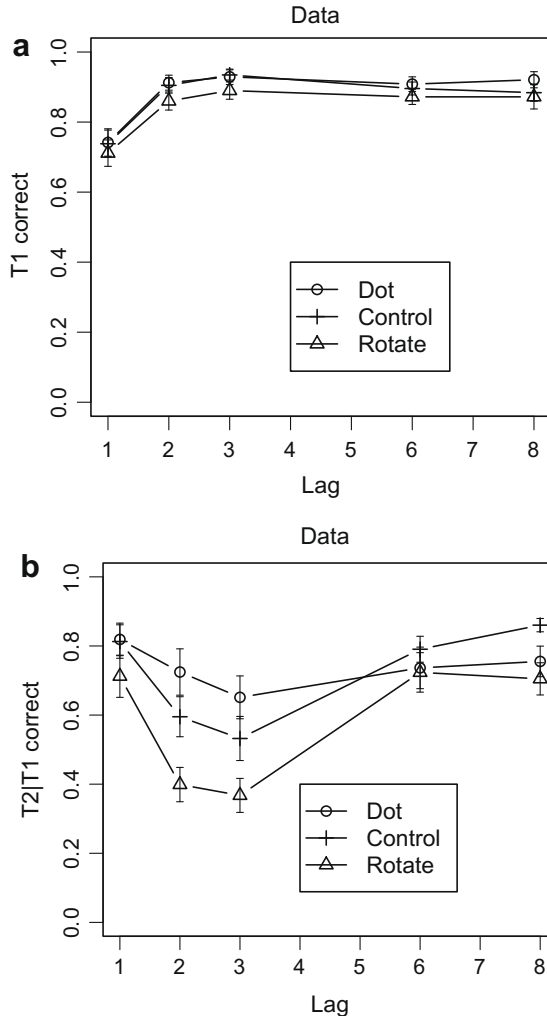 Data
a
1.0
0.8
0.6
0.4
0.2
0.0
T1 correct
Dot
Control
Rotate
1 2 3 4 5 6 7 8
Lag
Data
b
1.0
0.8
0.6
0.4
0.2
0.0
T2|T1 correct
Dot
Control
Rotate
1 2 3 4 5 6 7 8
Lag